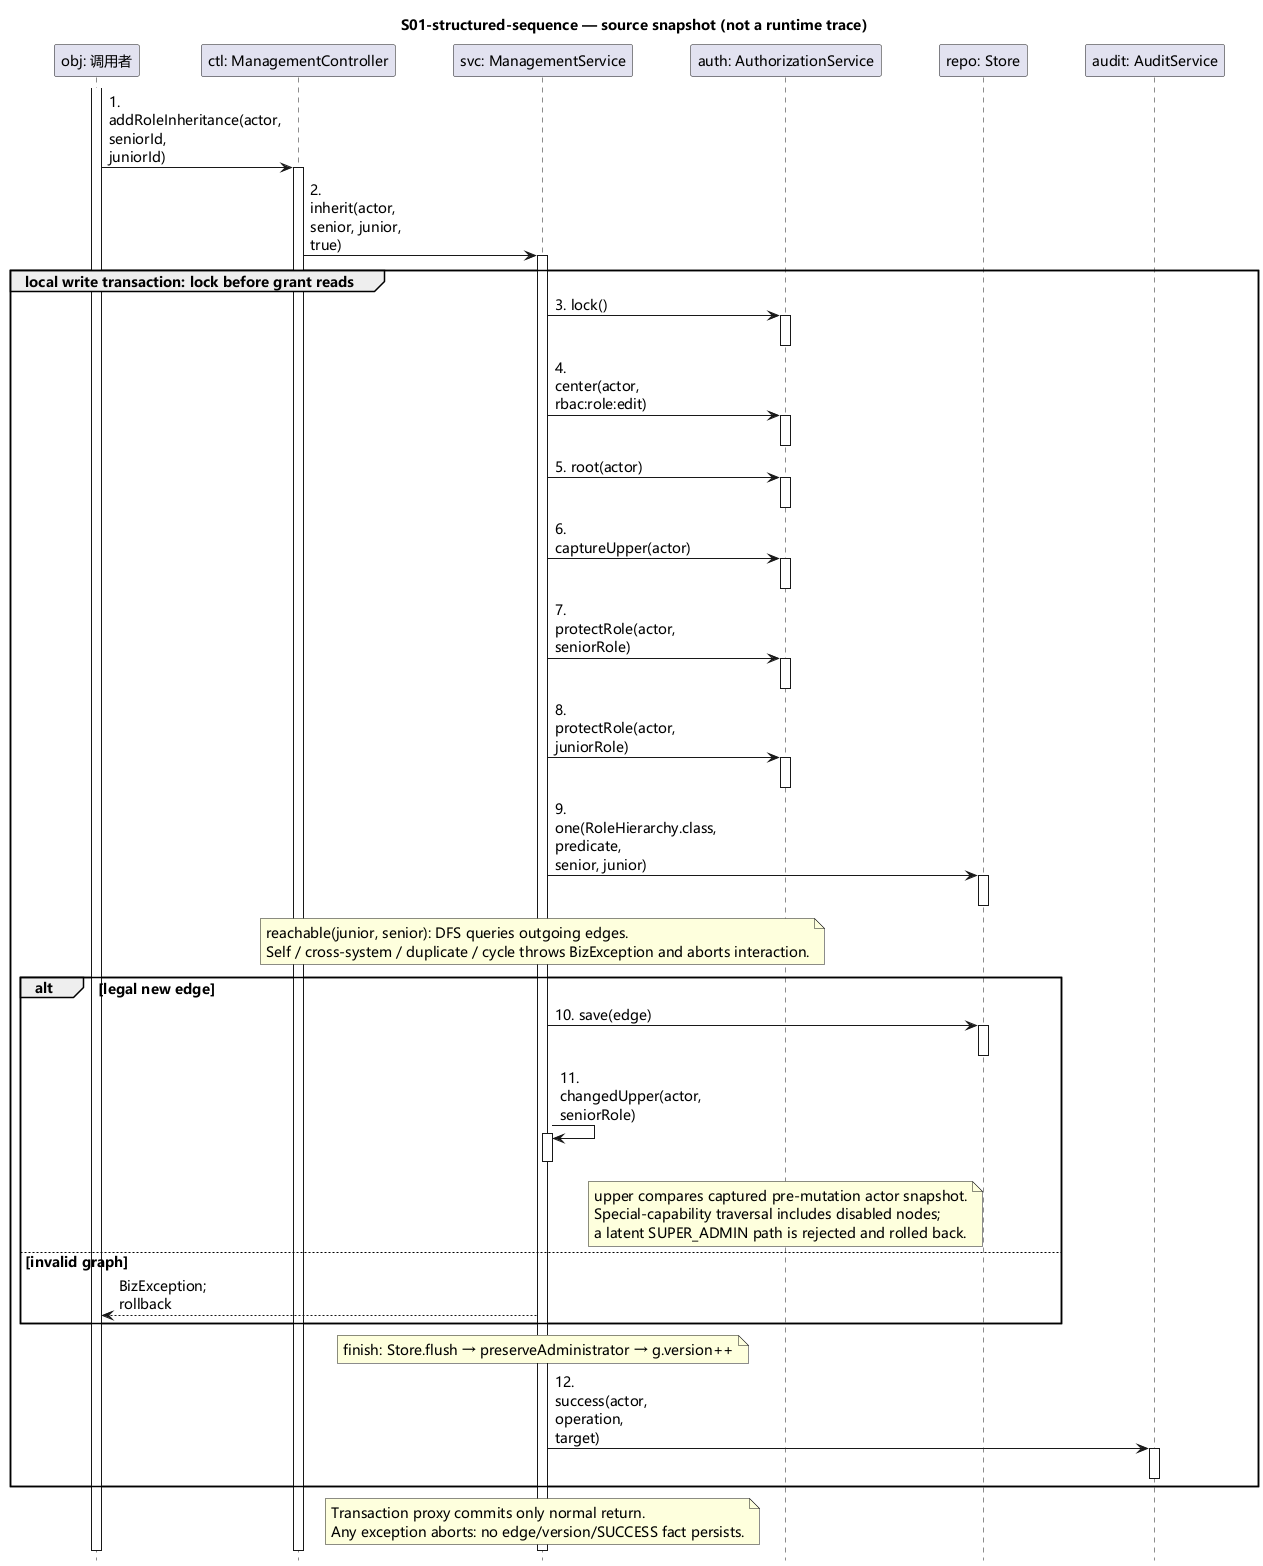 S01-structured-sequence — source snapshot (not a runtime trace)
obj: 调用者
ctl: ManagementController
svc: ManagementService
auth: AuthorizationService
repo: Store
audit: AuditService
1.
addRoleInheritance(actor,
seniorId,
juniorId)
2.
inherit(actor,
senior, junior,
true)
local write transaction: lock before grant reads
3. lock()
4.
center(actor,
rbac:role:edit)
5. root(actor)
6.
captureUpper(actor)
7.
protectRole(actor,
seniorRole)
8.
protectRole(actor,
juniorRole)
9.
one(RoleHierarchy.class,
predicate,
senior, junior)
reachable(junior, senior): DFS queries outgoing edges.
Self / cross-system / duplicate / cycle throws BizException and aborts interaction.
alt
[legal new edge]
10. save(edge)
11.
changedUpper(actor,
seniorRole)
upper compares captured pre-mutation actor snapshot.
Special-capability traversal includes disabled nodes;
a latent SUPER_ADMIN path is rejected and rolled back.
[invalid graph]
BizException;
rollback
finish: Store.flush → preserveAdministrator → g.version++
12.
success(actor,
operation,
target)
Transaction proxy commits only normal return.
Any exception aborts: no edge/version/SUCCESS fact persists.